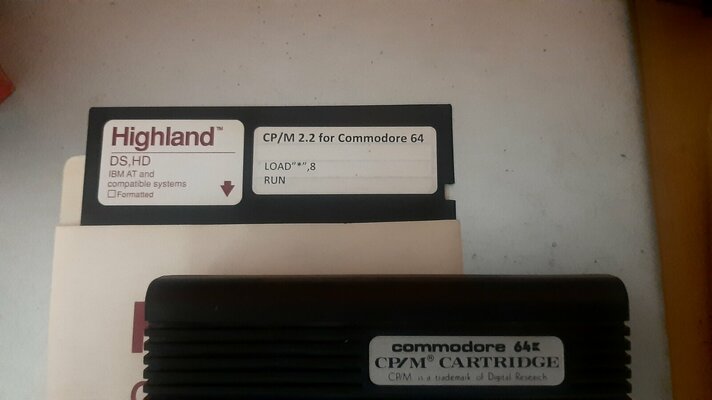 Highland™
DS,HD
IBM AT and
compatible systems
Formatted
CP/M 2.2 for Commodore 64
LOAD"*",8
RUN
commodore 64K
CP/M® CARTRIDGE
CP/M is a trademark of Digital Research